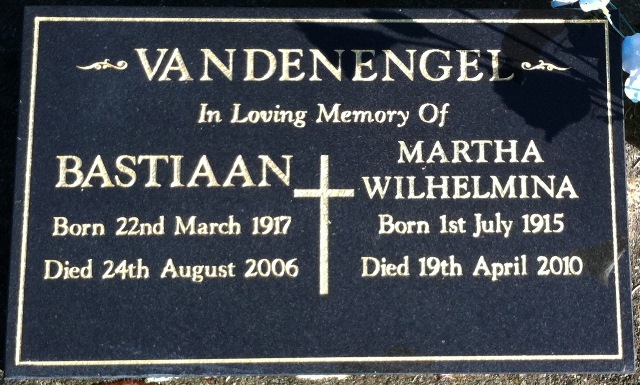 VANDENENGEL
In Loving Memory Of
BASTIAAN
Born 22nd March 1917
Died 24th August 2006
MARTHA
WILHELMINA
Born 1st July 1915
Died 19th April 2010